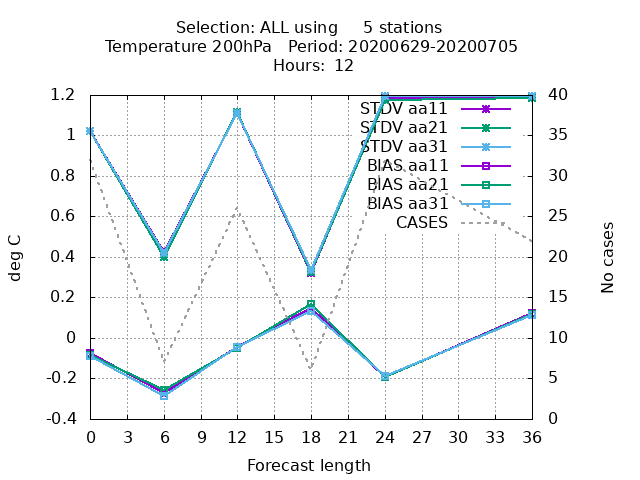 Selection: ALL using     5 stations
Temperature 200hPa   Period: 20200629-20200705
Hours: 12
1.2
1
0.8
0.6
0.4
0.2
0
-0.2
-0.4
deg C
40
35
30
25
20
15
10
5
0
No cases
STDV aa11
STDV aa21
STDV aa31
BIAS aa11
BIAS aa21
BIAS aa31
CASES
0 3 6 9 12 15 18 21 24 27 30 33 36
Forecast length